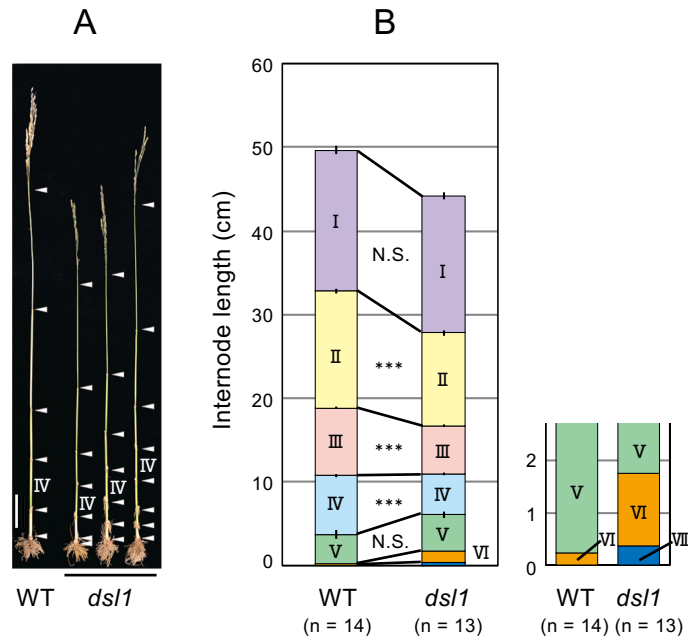 A
B
IV
IV
IV
WT
dsl1
Internode length (cm)
60
50
40
30
20
10
0
I
I
N.S.
II
II
***
III
III
***
IV
IV
***
V
V
N.S.
VI
WT
dsl1
(n = 14)
(n = 13)
2
1
0
V
V
VI
VI
VII
WT
dsl1
(n = 14)
(n = 13)